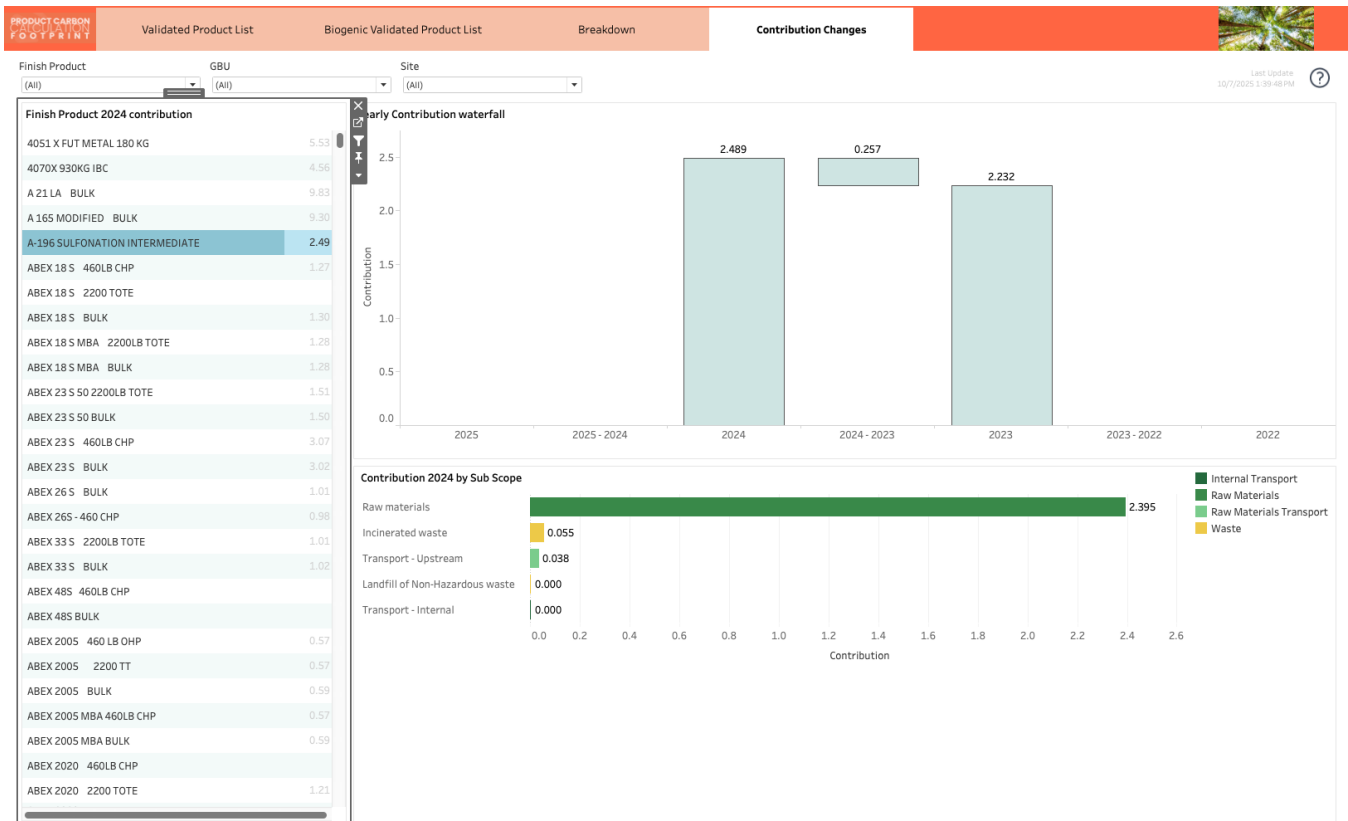 PRODUCT CARBON
CALCULATION
FOOTPRINT
Validated Product List
Biogenic Validated Product List
Breakdown
Contribution Changes
Finish Product
GBU
Site
(All)
(All)
(All)
Last Update
10/7/2025 1:39:48 PM
?
Finish Product 2024 contribution
4051 X FUT METAL 180 KG 5.53
4070X 930KG IBC 4.56
A 21 LA BULK 9.83
A 165 MODIFIED BULK 9.30
A-196 SULFONATION INTERMEDIATE 2.49
ABEX 18 S 460LB CHP 1.27
ABEX 18 S 2200 TOTE
ABEX 18 S BULK 1.30
ABEX 18 S MBA 2200LB TOTE 1.28
ABEX 18 S MBA BULK 1.28
ABEX 23 S 50 2200LB TOTE 1.51
ABEX 23 S 50 BULK 1.50
ABEX 23 S 460LB CHP 3.07
ABEX 23 S BULK 3.02
ABEX 26 S BULK 1.01
ABEX 26S - 460 CHP 0.98
ABEX 33 S 2200LB TOTE 1.01
ABEX 33 S BULK 1.02
ABEX 48S 460LB CHP
ABEX 48S BULK
ABEX 2005 460 LB OHP 0.57
ABEX 2005 2200 TT 0.57
ABEX 2005 BULK 0.59
ABEX 2005 MBA 460LB CHP 0.57
ABEX 2005 MBA BULK 0.59
ABEX 2020 460LB CHP
ABEX 2020 2200 TOTE 1.21
early Contribution waterfall
Contribution
2.5
2.0
1.5
1.0
0.5
0.0
2.489
0.257
2.232
2025
2025 - 2024
2024
2024 - 2023
2023
2023 - 2022
2022
Contribution 2024 by Sub Scope
Raw materials 2.395
Incinerated waste 0.055
Transport - Upstream 0.038
Landfill of Non-Hazardous waste 0.000
Transport - Internal 0.000
0.0 0.2 0.4 0.6 0.8 1.0 1.2 1.4 1.6 1.8 2.0 2.2 2.4 2.6
Contribution
Internal Transport
Raw Materials
Raw Materials Transport
Waste